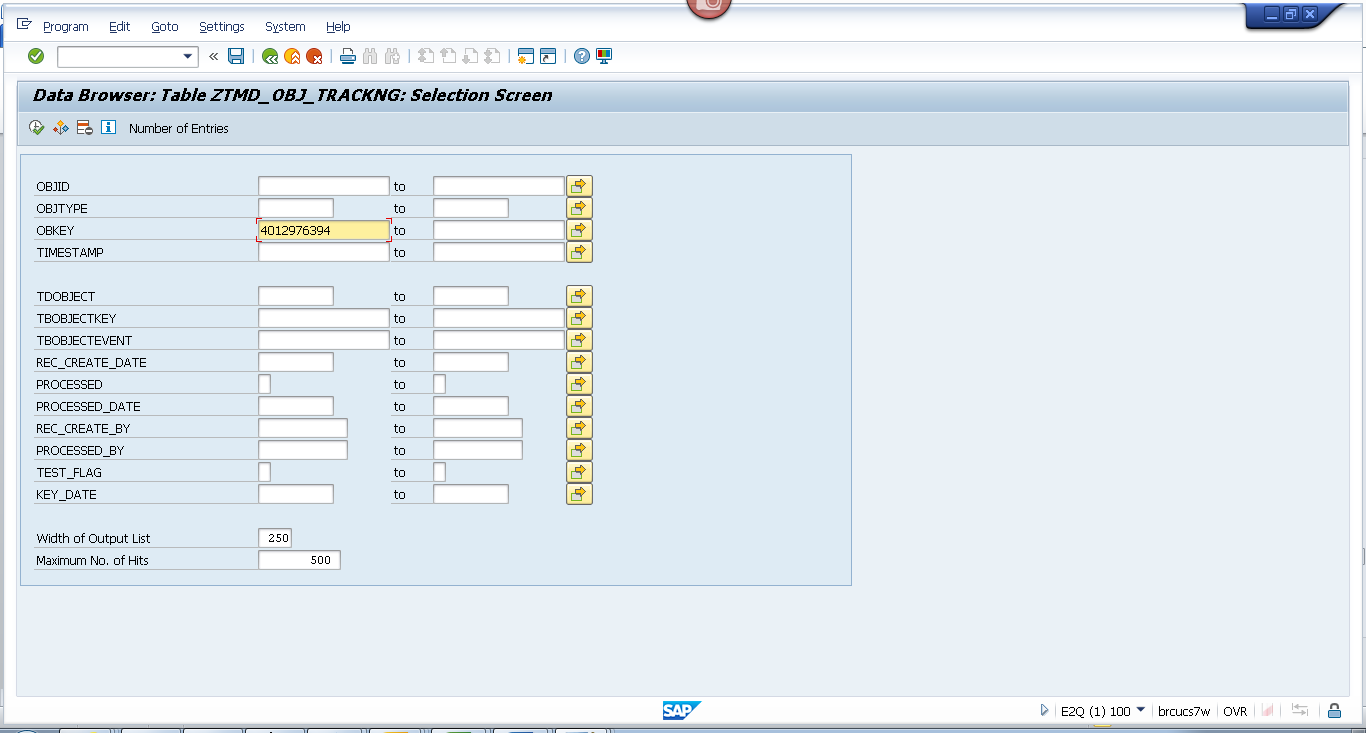 Program Edit Goto Settings System Help
Data Browser: Table ZTMD_OBJ_TRACKNG: Selection Screen
Number of Entries
OBJID to
OBJTYPE to
OBKEY 4012976394 to
TIMESTAMP to
TDOBJECT to
TBOBJECTKEY to
TBOBJECTEVENT to
REC_CREATE_DATE to
PROCESSED to
PROCESSED_DATE to
REC_CREATE_BY to
PROCESSED_BY to
TEST_FLAG to
KEY_DATE to
Width of Output List 250
Maximum No. of Hits 500
SAP E2Q (1) 100 brcucs7w OVR